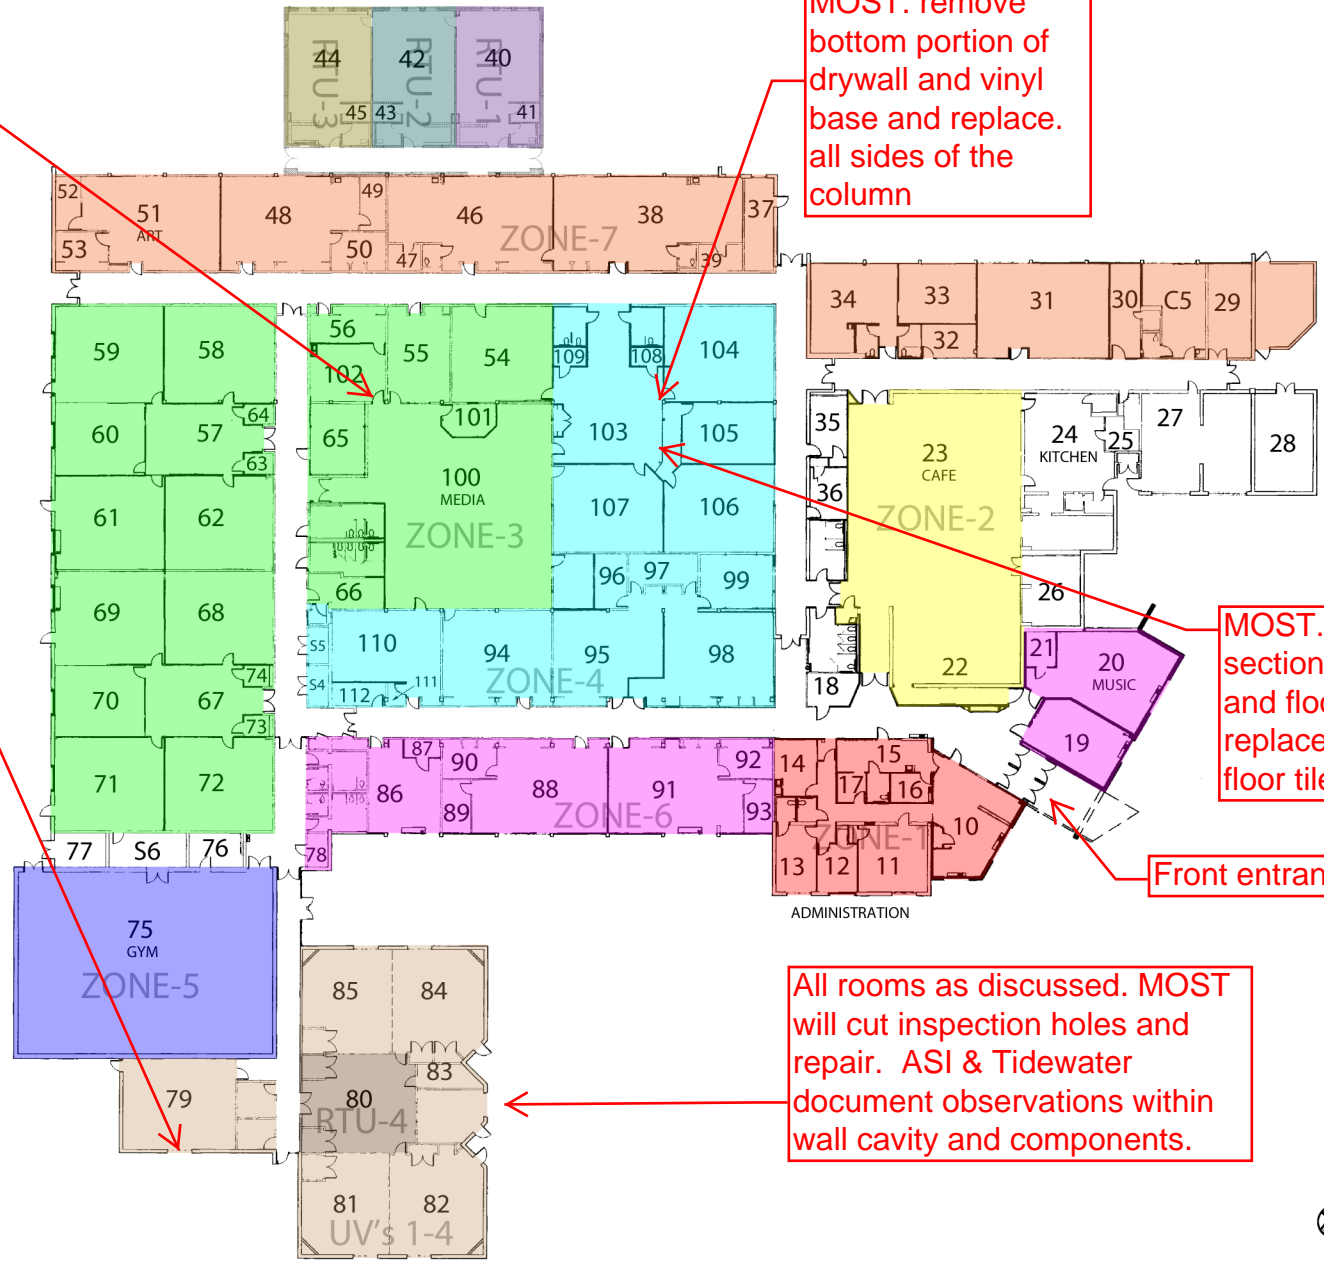 MOST: remove
bottom portion of
drywall and vinyl
base and replace.
all sides of the
column
44
42
40
RTU-3
RTU-2
RTU-1
45
43
41
52
51
ART
48
49
46
38
37
53
50
47
39
ZONE-7
34
33
31
30
C5
29
32
59
58
56
55
54
102
109
108
104
64
60
57
65
101
103
105
63
100
MEDIA
61
62
107
106
ZONE-3
69
68
66
96
97
99
35
23
CAFE
24
KITCHEN
25
27
28
36
ZONE-2
26
S5
110
94
95
98
S4
112
111
ZONE-4
74
70
67
73
18
22
21
20
MUSIC
19
MOST.
section
and floo
replace
floor tile
71
72
87
90
86
88
91
92
89
93
ZONE-6
78
14
15
17
16
10
ZONE-1
13
12
11
ADMINISTRATION
Front entran
77
S6
76
75
GYM
ZONE-5
85
84
83
79
80
RTU-4
81
82
UV's 1-4
All rooms as discussed. MOST
will cut inspection holes and
repair.  ASI & Tidewater
document observations within
wall cavity and components.